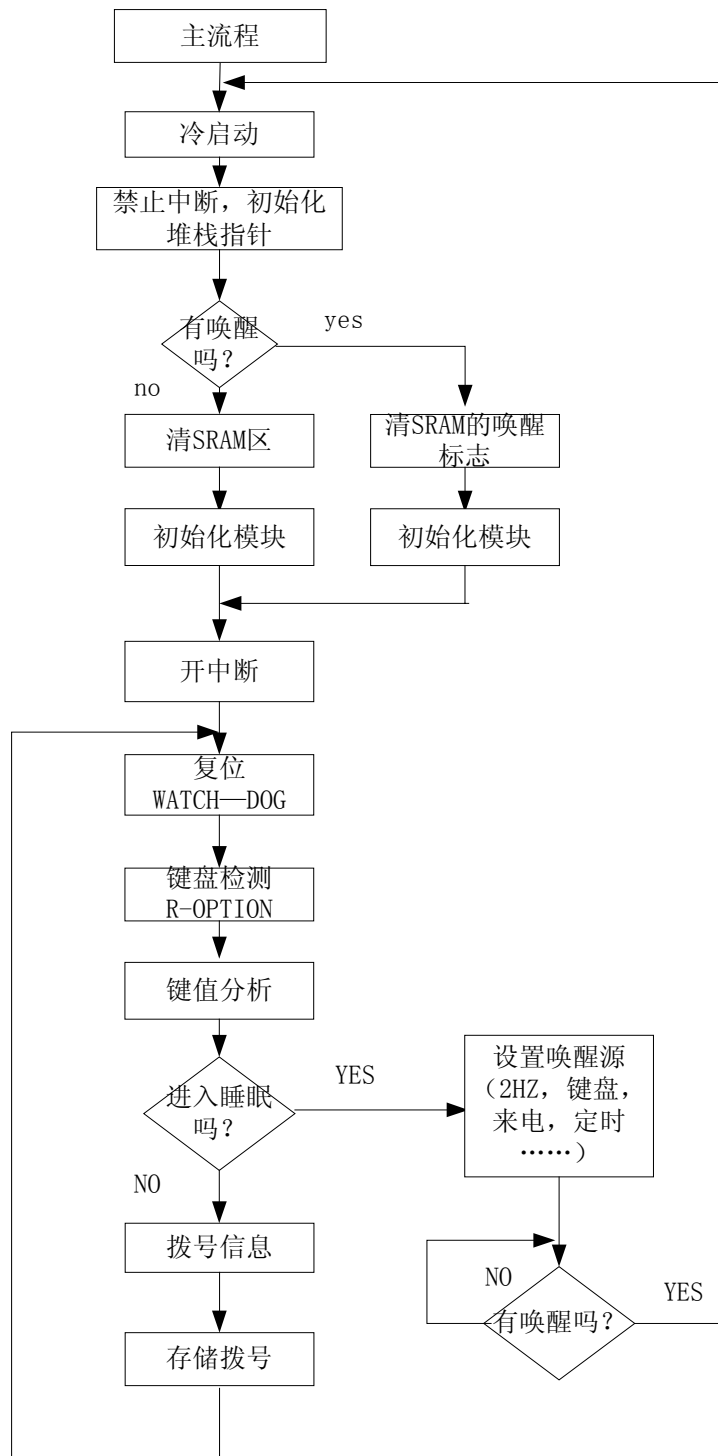 主流程
冷启动
禁止中断，初始化
堆栈指针
有唤醒
吗？
yes
no
清SRAM区
清SRAM的唤醒
标志
初始化模块
初始化模块
开中断
复位
WATCH——DOG
键盘检测
R-OPTION
键值分析
进入睡眠
吗？
YES
设置唤醒源
（2HZ，键盘，
来电，定时
……）
NO
拨号信息
NO
YES
有唤醒吗？
存储拨号